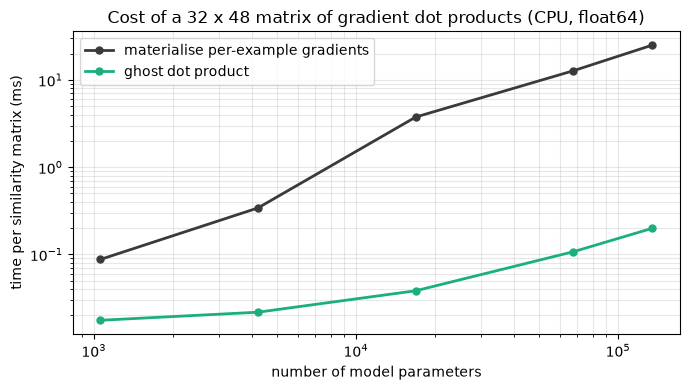 Cost of a 32 x 48 matrix of gradient dot products (CPU, float64)
materialise per-example gradients
ghost dot product
time per similarity matrix (ms)
10¹
10⁰
10⁻¹
10³
10⁴
10⁵
number of model parameters